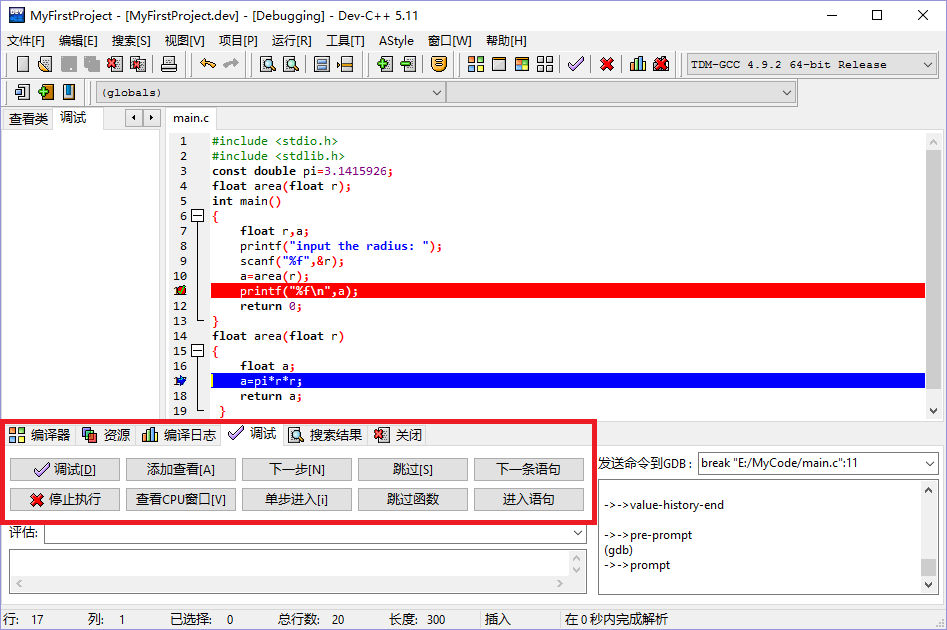 MyFirstProject - [MyFirstProject.dev] - [Debugging] - Dev-C++ 5.11
文件[F] 编辑[E] 搜索[S] 视图[V] 项目[P] 运行[R] 工具[T] AStyle 窗口[W] 帮助[H]
TDM-GCC 4.9.2 64-bit Release
(globals)
查看类 调试 main.c
1 #include <stdio.h>
2 #include <stdlib.h>
3 const double pi=3.1415926;
4 float area(float r);
5 int main()
6 {
7 float r,a;
8 printf("input the radius: ");
9 scanf("%f",&r);
10 a=area(r);
printf("%f\n",a);
12 return 0;
13 }
14 float area(float r)
15 {
16 float a;
a=pi*r*r;
18 return a;
19 }
编译器 资源 编译日志 调试 搜索结果 关闭
调试[D] 添加查看[A] 下一步[N] 跳过[S] 下一条语句
停止执行 查看CPU窗口[V] 单步进入[i] 跳过函数 进入语句
发送命令到GDB: break "E:/MyCode/main.c":11
->->value-history-end
->->pre-prompt
(gdb)
->->prompt
评估:
行: 17 列: 1 已选择: 0 总行数: 20 长度: 300 插入 在 0 秒内完成解析